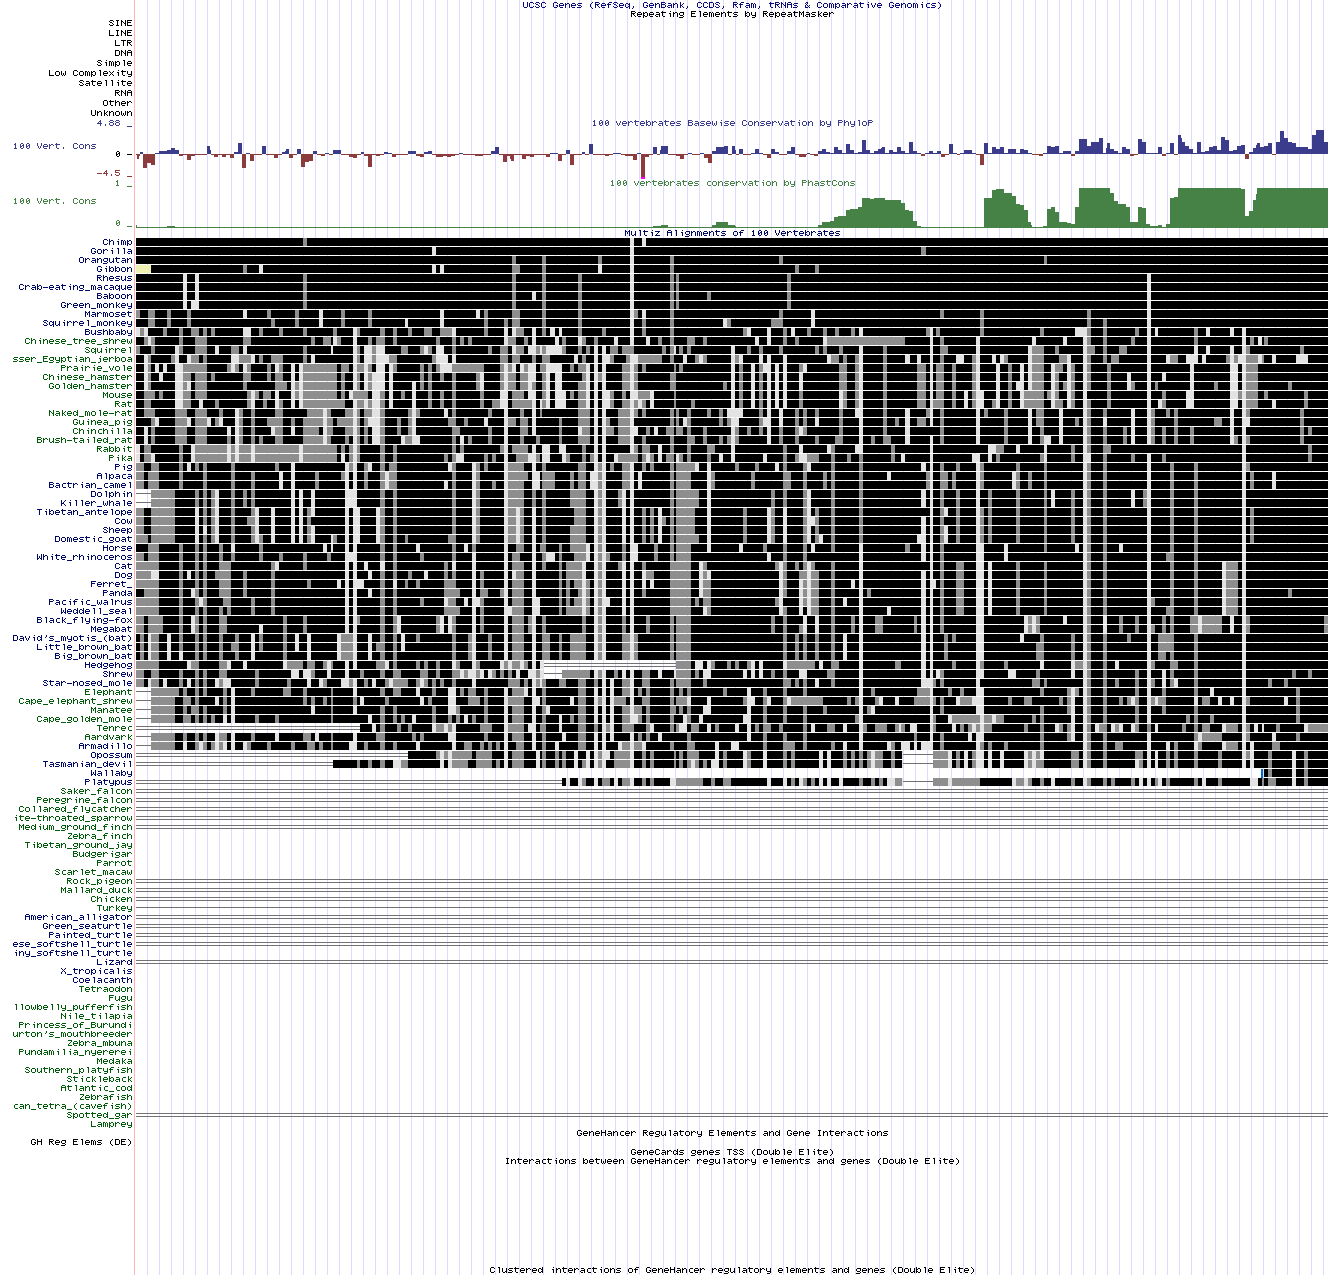 UCSC Genes (RefSeq, GenBank, CCDS, Rfam, tRNAs & Comparative Genomics)
Repeating Elements by RepeatMasker
SINE
LINE
LTR
DNA
Simple
Low Complexity
Satellite
RNA
Other
Unknown
4.88 _
100 vertebrates Basewise Conservation by PhyloP
100 Vert. Cons
0 -
-4.5 _
100 vertebrates conservation by PhastCons
1 _
100 Vert. Cons
0 _
Multiz Alignments of 100 Vertebrates
Chimp
Gorilla
Orangutan
Gibbon
Rhesus
Crab-eating_macaque
Baboon
Green_monkey
Marmoset
Squirrel_monkey
Bushbaby
Chinese_tree_shrew
Squirrel
sser_Egyptian_jerboa
Prairie_vole
Chinese_hamster
Golden_hamster
Mouse
Rat
Naked_mole-rat
Guinea_pig
Chinchilla
Brush-tailed_rat
Rabbit
Pika
Pig
Alpaca
Bactrian_camel
Dolphin
Killer_whale
Tibetan_antelope
Cow
Sheep
Domestic_goat
Horse
White_rhinoceros
Cat
Dog
Ferret_
Panda
Pacific_walrus
Weddell_seal
Black_flying-fox
Megabat
David's_myotis_(bat)
Little_brown_bat
Big_brown_bat
Hedgehog
Shrew
Star-nosed_mole
Elephant
Cape_elephant_shrew
Manatee
Cape_golden_mole
Tenrec
Aardvark
Armadillo
Opossum
Tasmanian_devil
Wallaby
Platypus
Saker_falcon
Peregrine_falcon
Collared_flycatcher
ite-throated_sparrow
Medium_ground_finch
Zebra_finch
Tibetan_ground_jay
Budgerigar
Parrot
Scarlet_macaw
Rock_pigeon
Mallard_duck
Chicken
Turkey
American_alligator
Green_seaturtle
Painted_turtle
ese_softshell_turtle
iny_softshell_turtle
Lizard
X_tropicalis
Coelacanth
Tetraodon
Fugu
llowbelly_pufferfish
Nile_tilapia
Princess_of_Burundi
urton's_mouthbreeder
Zebra_mbuna
Pundamilia_nyererei
Medaka
Southern_platyfish
Stickleback
Atlantic_cod
Zebrafish
can_tetra_(cavefish)
Spotted_gar
Lamprey
GeneHancer Regulatory Elements and Gene Interactions
GH Reg Elems (DE)
GeneCards genes TSS (Double Elite)
Interactions between GeneHancer regulatory elements and genes (Double Elite)
Clustered interactions of GeneHancer regulatory elements and genes (Double Elite)